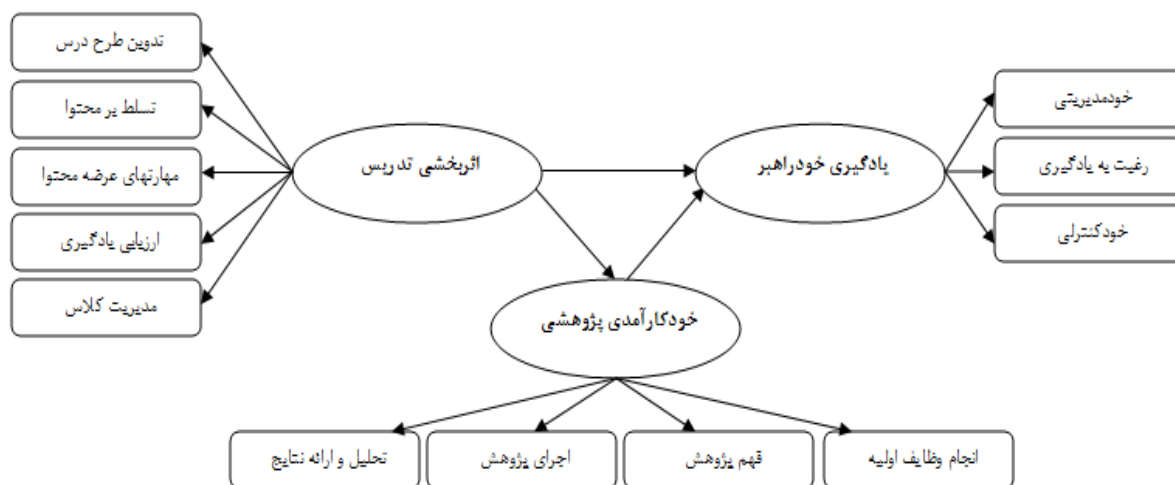 تدوین طرح درس
تسلط بر محتوا
مهارتهای عرضه محتوا
ارزیابی یادگیری
مدیریت کلاس
اثربخشی تدریس
یادگیری خودراهبر
خودمدیریتی
رغبت به یادگیری
خودکنترلی
خودکارآمدی پژوهشی
انجام وظایف اولیه
فهم پژوهش
اجرای پژوهش
تحلیل و ارائه نتایج